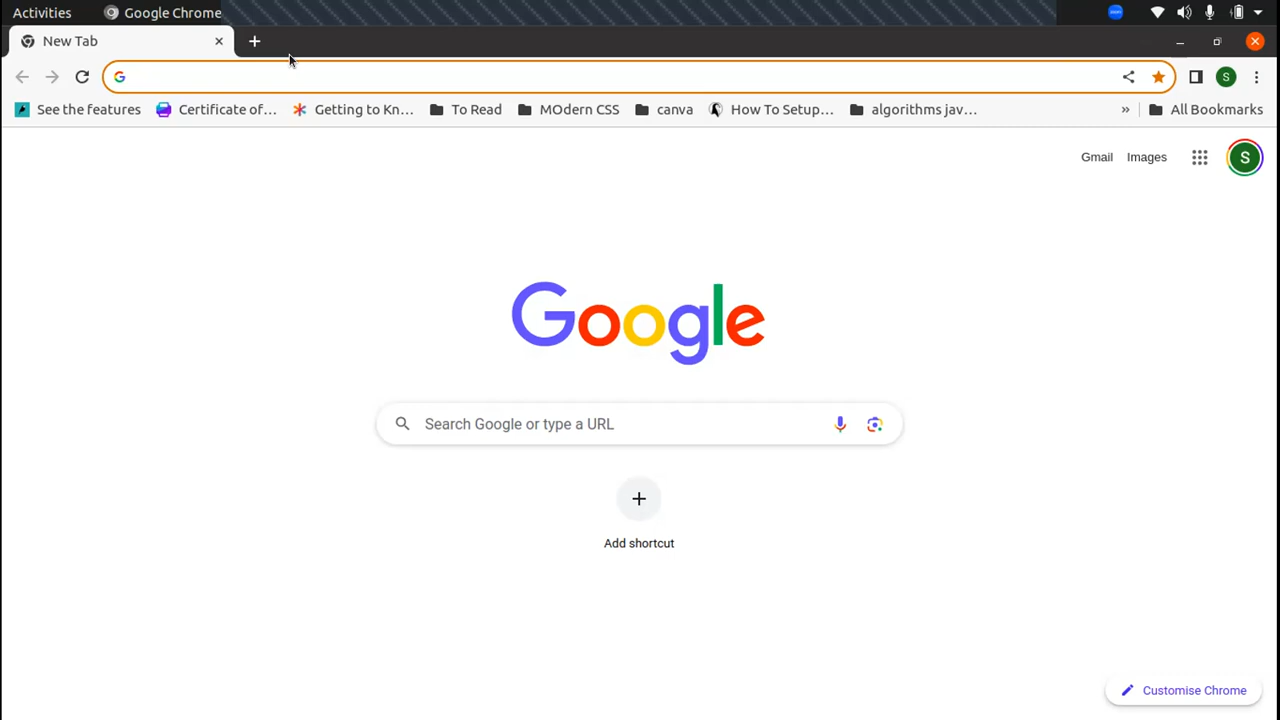 Activities Google Chrome
New Tab
See the features Certificate of... Getting to Kn... To Read MOdern CSS canva How To Setup... algorithms jav... » All Bookmarks
Gmail Images S
Google
Search Google or type a URL
Add shortcut
Customise Chrome